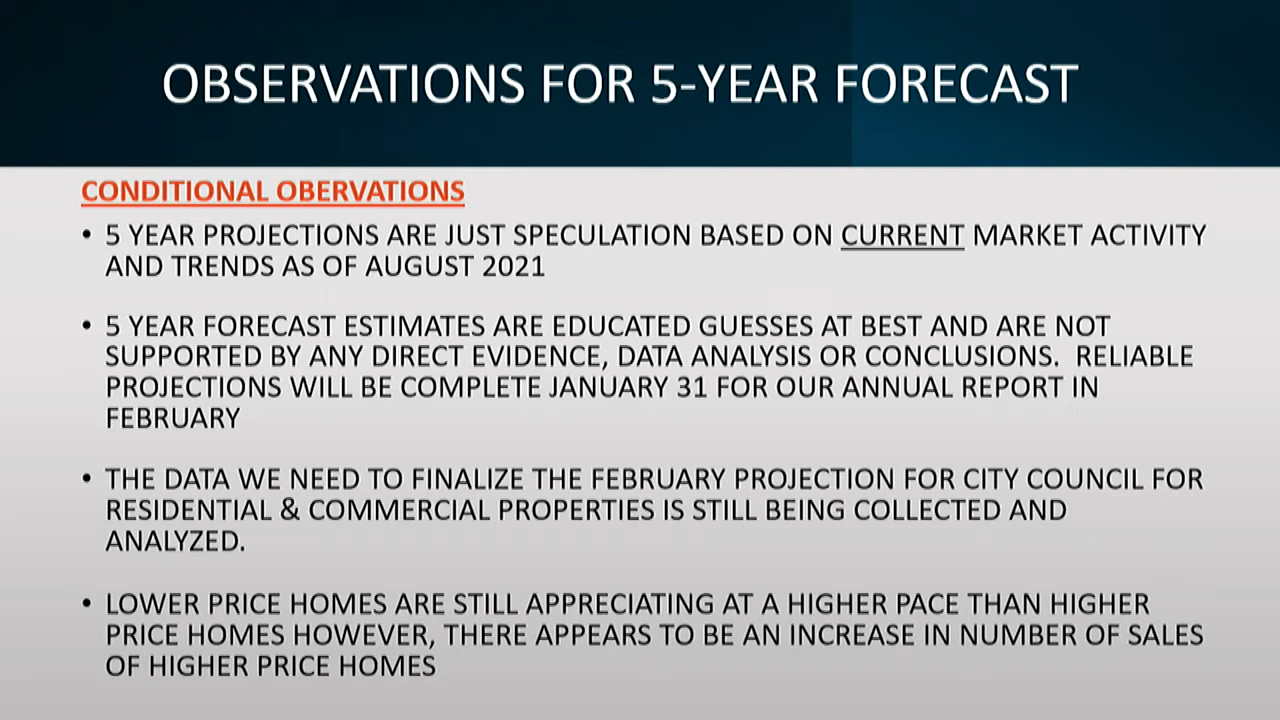 OBSERVATIONS FOR 5-YEAR FORECAST
CONDITIONAL OBERVATIONS
• 5 YEAR PROJECTIONS ARE JUST SPECULATION BASED ON CURRENT MARKET ACTIVITY
AND TRENDS AS OF AUGUST 2021
• 5 YEAR FORECAST ESTIMATES ARE EDUCATED GUESSES AT BEST AND ARE NOT
SUPPORTED BY ANY DIRECT EVIDENCE, DATA ANALYSIS OR CONCLUSIONS. RELIABLE
PROJECTIONS WILL BE COMPLETE JANUARY 31 FOR OUR ANNUAL REPORT IN
FEBRUARY
• THE DATA WE NEED TO FINALIZE THE FEBRUARY PROJECTION FOR CITY COUNCIL FOR
RESIDENTIAL & COMMERCIAL PROPERTIES IS STILL BEING COLLECTED AND
ANALYZED.
• LOWER PRICE HOMES ARE STILL APPRECIATING AT A HIGHER PACE THAN HIGHER
PRICE HOMES HOWEVER, THERE APPEARS TO BE AN INCREASE IN NUMBER OF SALES
OF HIGHER PRICE HOMES